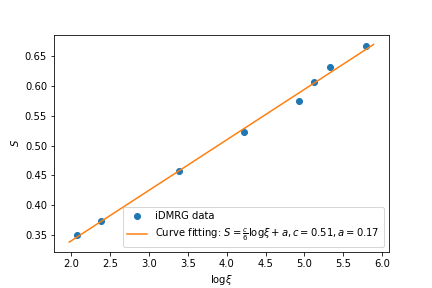 0.65
0.60
0.55
0.50
0.45
0.40
0.35
S
2.0 2.5 3.0 3.5 4.0 4.5 5.0 5.5 6.0
logξ
iDMRG data
Curve fitting: S = c/6 logξ + a, c = 0.51, a = 0.17